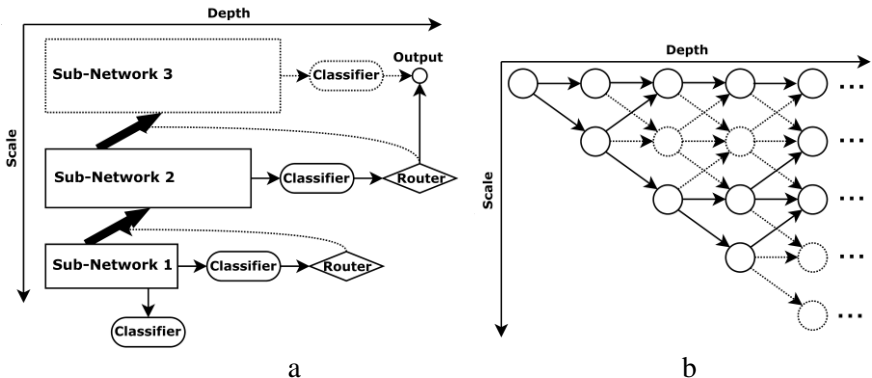 Depth
Scale
Sub-Network 3
Classifier
Output
Sub-Network 2
Classifier
Router
Sub-Network 1
Classifier
Router
Classifier
a
Depth
Scale
...
...
...
...
...
b